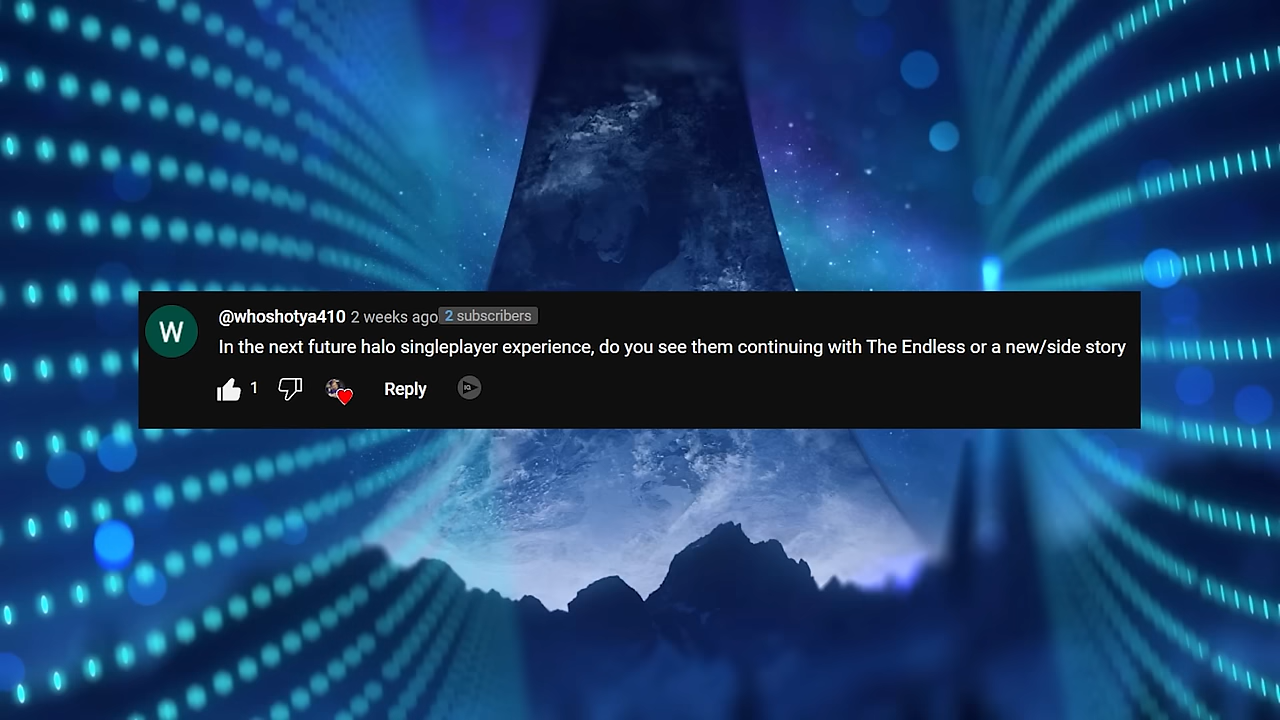 W
@whoshotya410 2 weeks ago 2 subscribers
In the next future halo singleplayer experience, do you see them continuing with The Endless or a new/side story
1 Reply